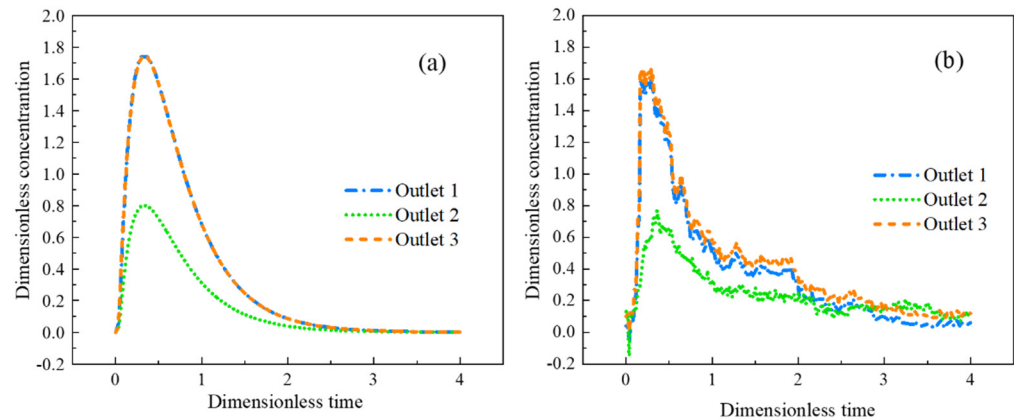 2.0
1.8
1.6
1.4
1.2
1.0
0.8
0.6
0.4
0.2
0.0
-0.2
Dimensionless concentrantion
(a)
Outlet 1
Outlet 2
Outlet 3
0 1 2 3 4
Dimensionless time
2.0
1.8
1.6
1.4
1.2
1.0
0.8
0.6
0.4
0.2
0.0
-0.2
Dimensionless concentrantion
(b)
Outlet 1
Outlet 2
Outlet 3
0 1 2 3 4
Dimensionless time